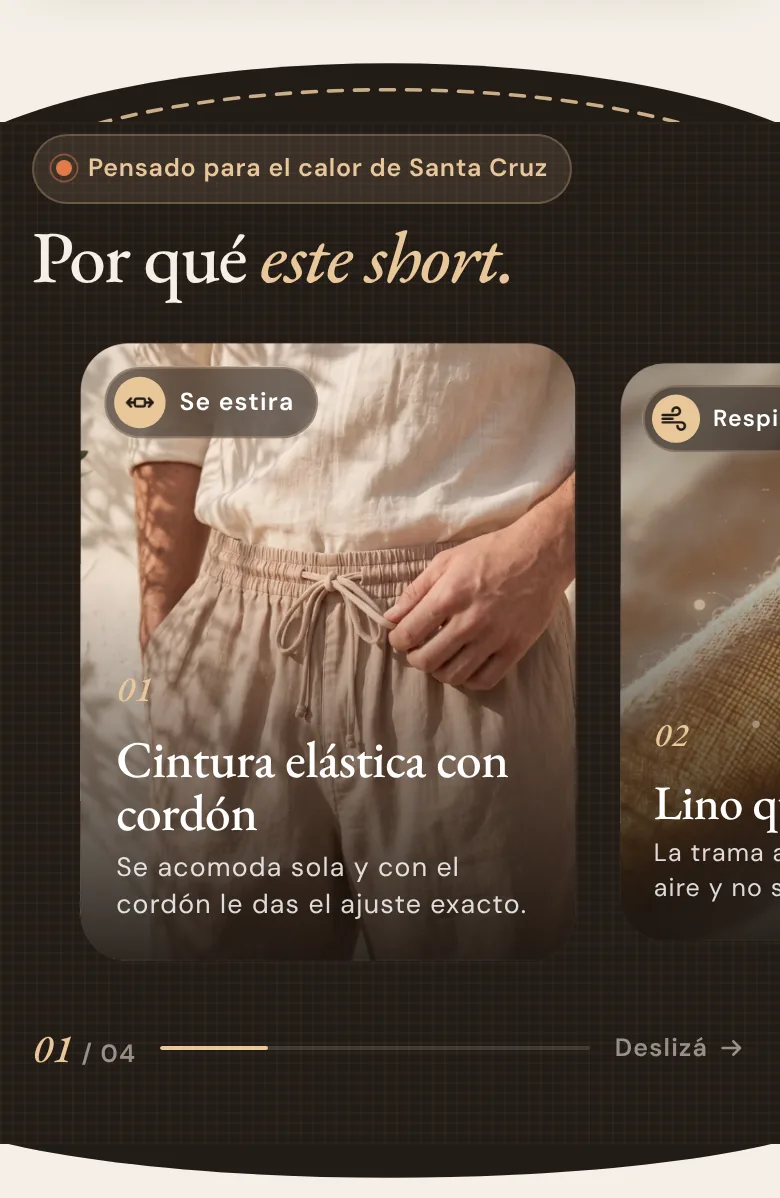 Pensado para el calor de Santa Cruz
Por qué este short.
Se estira
01
Cintura elástica con
cordón
Se acomoda sola y con el
cordón le das el ajuste exacto.
02
Lino
La trama
aire y no
01 / 04
Deslizá →